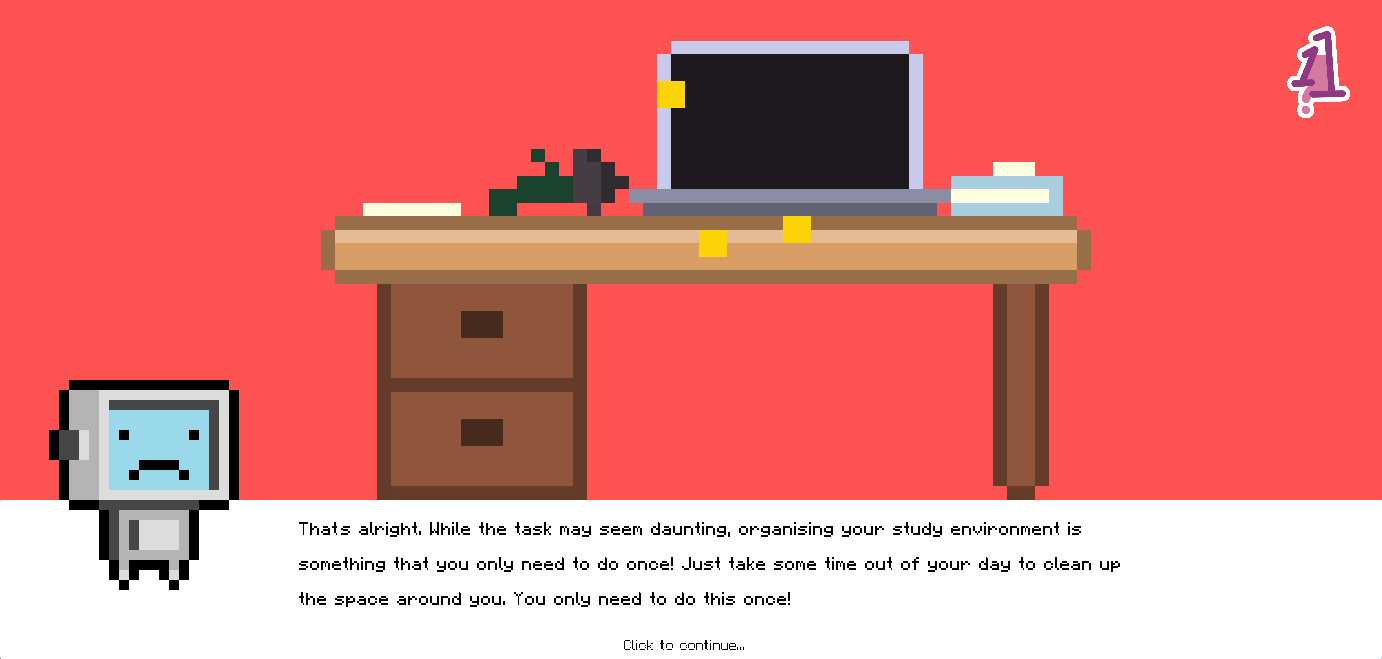 Thats alright. While the task may seem daunting, organising your study environment is
something that you only need to do once! Just take some time out of your day to clean up
the space around you. You only need to do this once!
Click to continue...